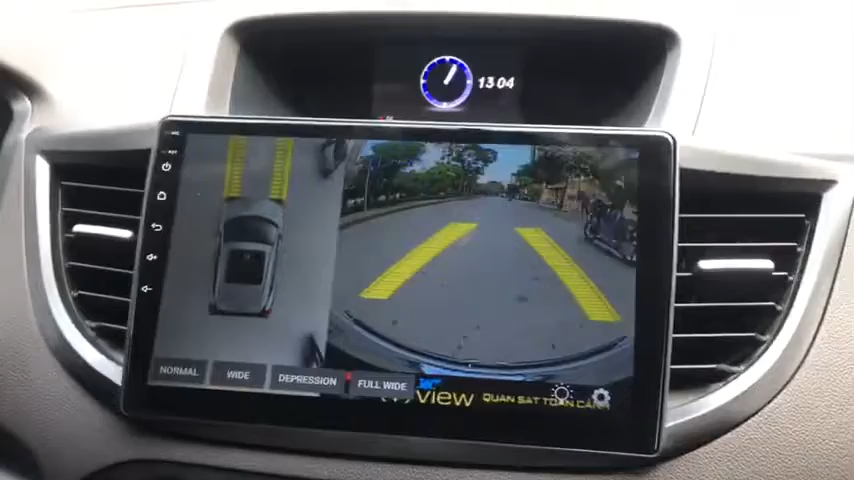 13:04
NORMAL
WIDE
DEPRESSION
FULL WIDE
view
QUAN SÁT TOÀN CẢNH